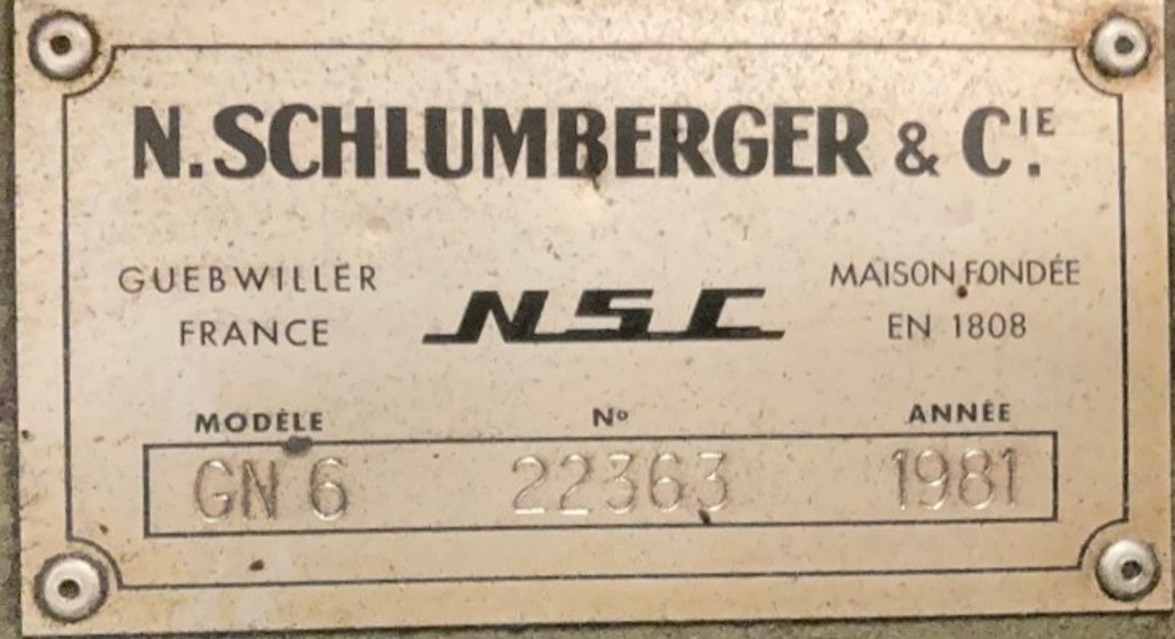 N. SCHLUMBERGER & CIE.
GUEBWILLER
FRANCE
NSC
MAISON FONDÉE
EN 1808
MODÈLE Nº ANNÉE
GN 6 22363 1981